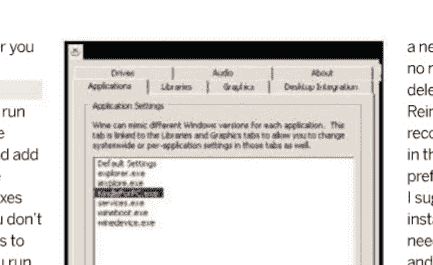 r you
run
e
d add
xes
u don't
s to
u run
Drives
Audio
About
Applications
Libraries
Graphics
Desktop Integration
Application Settings
Wine can mimic different Windows versions for each application. This
tab is linked to the Libraries and Graphics tabs to allow you to change
systemwide or per-application settings in those tabs as well.
Default Settings
explorer.exe
iexplore.exe
services.exe
wineboot.exe
winedevice.exe
a ne
no r
dele
Rein
reco
in th
pref
I sug
insta
need
and